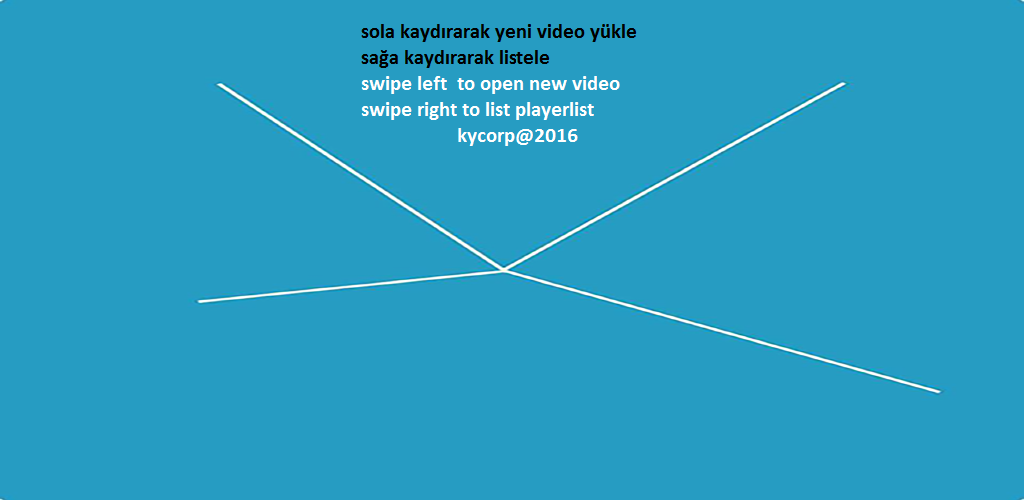 sola kaydırarak yeni video yükle
sağa kaydırarak listele
swipe left  to open new video
swipe right to list playerlist
kycorp@2016